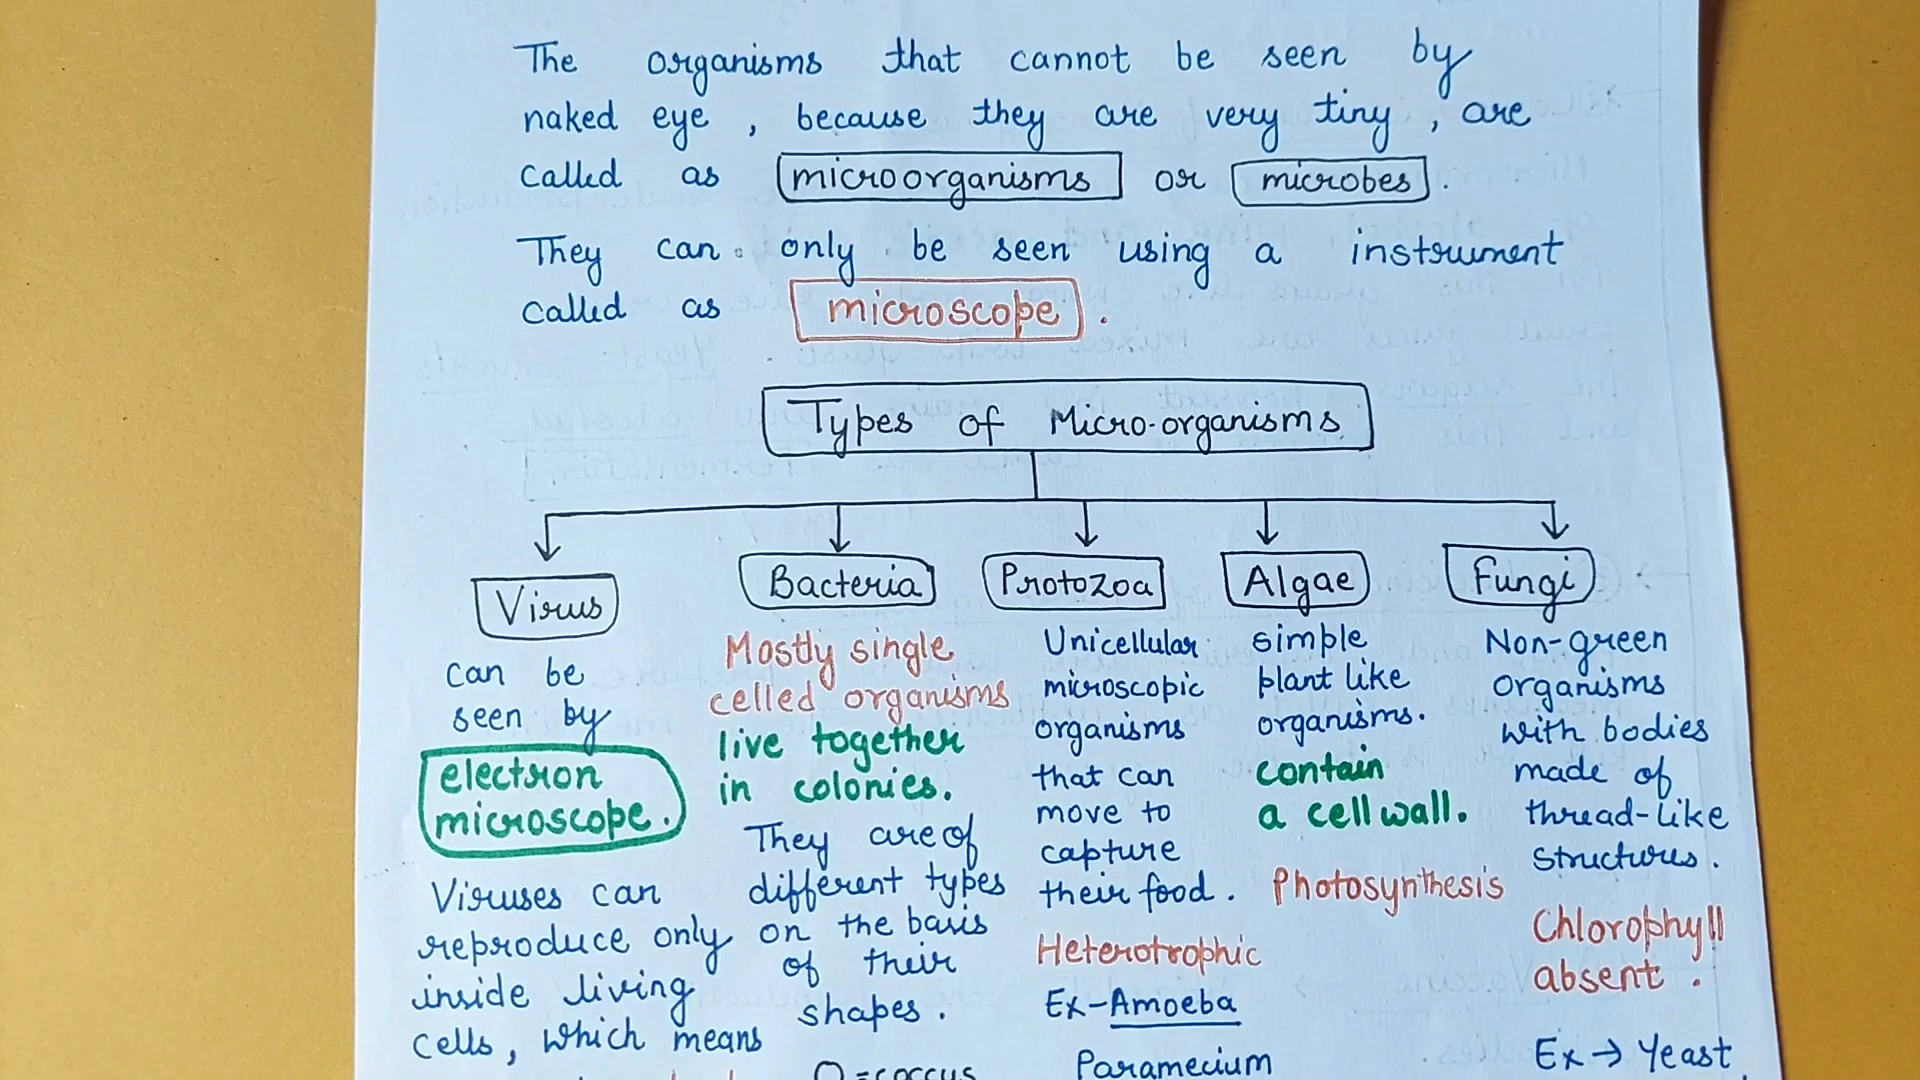 The organisms that cannot be seen by
naked eye, because they are very tiny, are
called as microorganisms or microbes.
They can only be seen using a instrument
called as microscope.
Types of Micro-organisms
Virus
can be
seen by
electron
microscope.
Viruses can
reproduce only
inside living
cells, which means
Bacteria
Mostly single
celled organisms
live together
in colonies.
They are of
different types
on the basis
of their
shapes.
=coccus
Protozoa
Unicellular
microscopic
organisms
that can
move to
capture
their food.
Heterotrophic
Ex-Amoeba
Paramecium
Algae
simple
plant like
organisms.
contain
a cell wall.
Photosynthesis
Fungi
Non-green
organisms
with bodies
made of
thread-like
structures.
Chlorophyll
absent.
Ex → Yeast